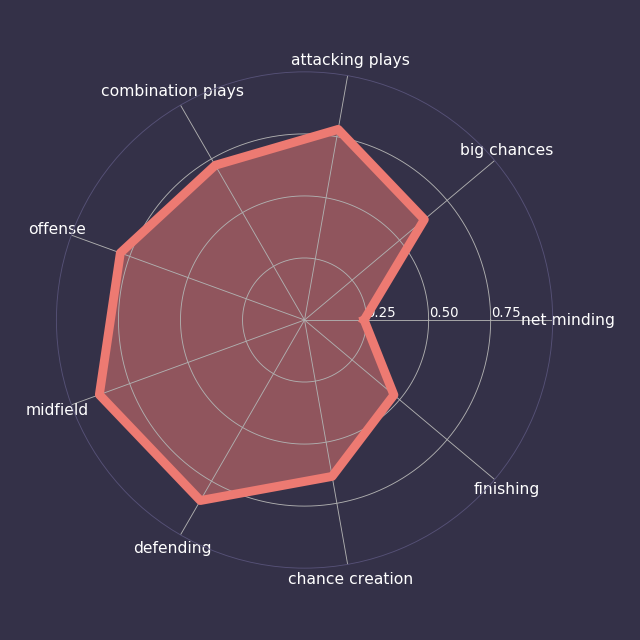 attacking plays
combination plays
big chances
offense
0.25 0.50 0.75
net minding
midfield
finishing
defending
chance creation